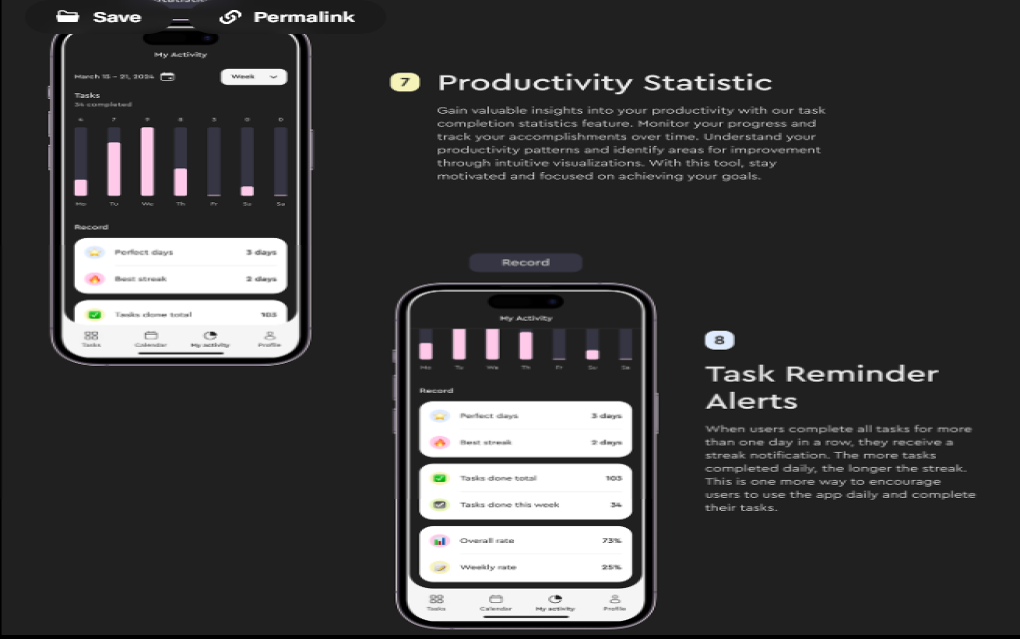 Statistic
Save
Permalink
My Activity
March 15 – 21, 2024
Week
Tasks
34 completed
7 9 8
Mo Tu We Th Fr Su Sa
Record
Perfect days 3 days
Best streak 2 days
Tasks done total 103
Tasks Calendar My activity Profile
7
Productivity Statistic
Gain valuable insights into your productivity with our task
completion statistics feature. Monitor your progress and
track your accomplishments over time. Understand your
productivity patterns and identify areas for improvement
through intuitive visualizations. With this tool, stay
motivated and focused on achieving your goals.
Record
My Activity
Mo Tu We Th Fr Su Sa
Record
Perfect days 3 days
Best streak 2 days
Tasks done total 103
Tasks done this week 34
Overall rate 73%
Weekly rate 25%
Tasks Calendar My activity Profile
8
Task Reminder
Alerts
When users complete all tasks for more
than one day in a row, they receive a
streak notification. The more tasks
completed daily, the longer the streak.
This is one more way to encourage
users to use the app daily and complete
their tasks.